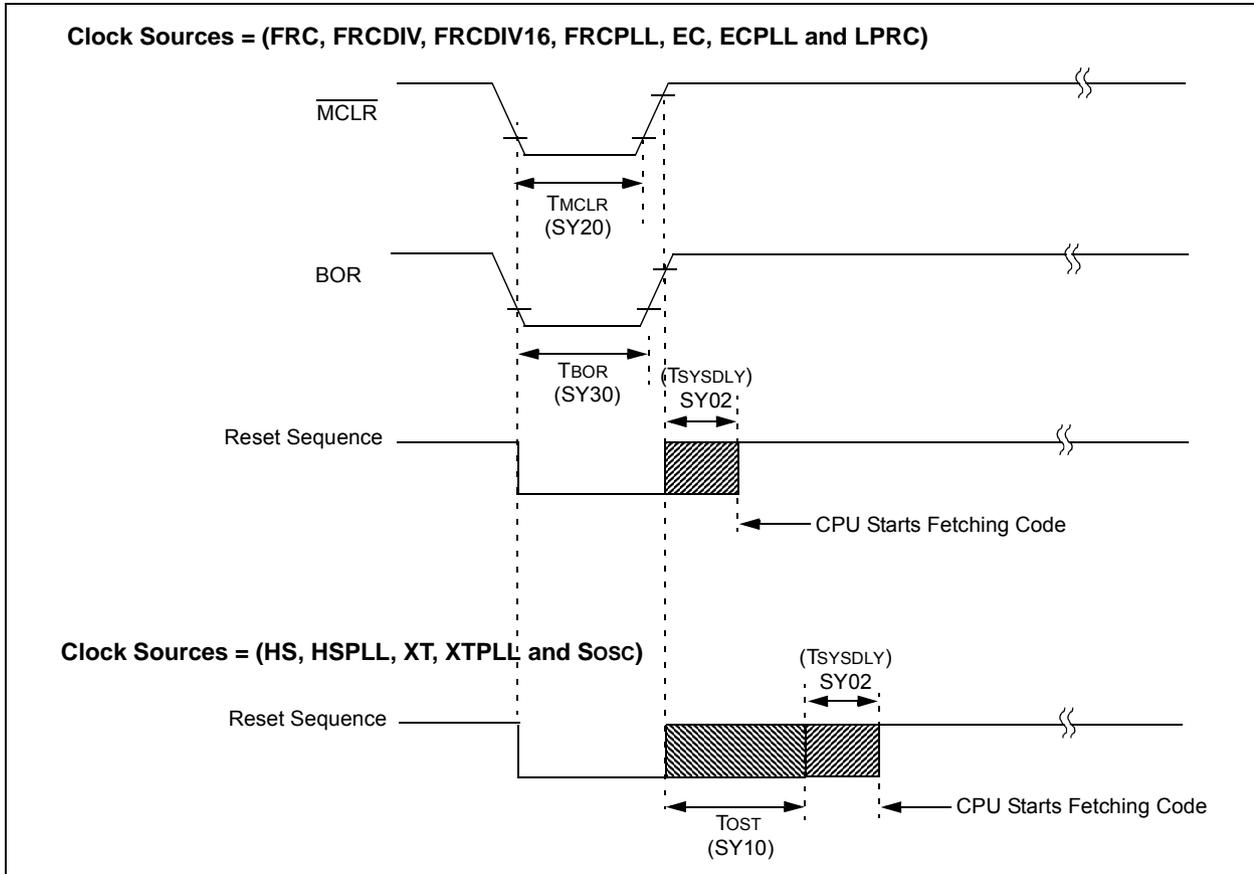 Clock Sources = (FRC, FRCDIV, FRCDIV16, FRCPLL, EC, ECPLL and LPRC)
MCLR
TMCLR
(SY20)
BOR
TBOR
(SY30)
(TSYSDLY)
SY02
Reset Sequence
CPU Starts Fetching Code
Clock Sources = (HS, HSPLL, XT, XTPLL and SOSC)
(TSYSDLY)
SY02
Reset Sequence
CPU Starts Fetching Code
TOST
(SY10)